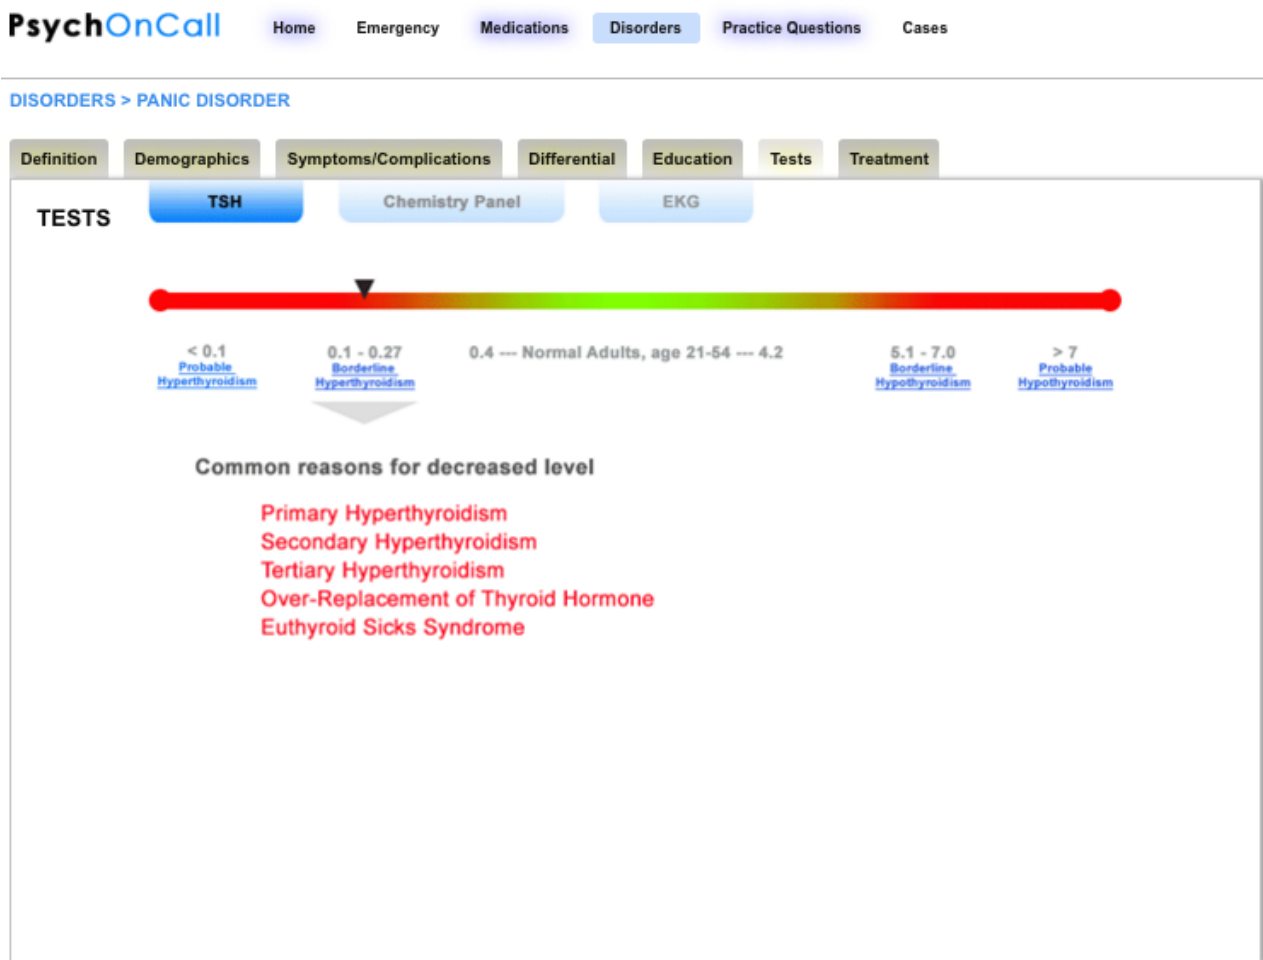 PsychOnCall
Home Emergency Medications Disorders Practice Questions Cases
DISORDERS > PANIC DISORDER
Definition Demographics Symptoms/Complications Differential Education Tests Treatment
TESTS
TSH Chemistry Panel EKG
< 0.1
Probable
Hyperthyroidism
0.1 - 0.27
Borderline
Hyperthyroidism
0.4 --- Normal Adults, age 21-54 --- 4.2
5.1 - 7.0
Borderline
Hypothyroidism
> 7
Probable
Hypothyroidism
Common reasons for decreased level
Primary Hyperthyroidism
Secondary Hyperthyroidism
Tertiary Hyperthyroidism
Over-Replacement of Thyroid Hormone
Euthyroid Sicks Syndrome